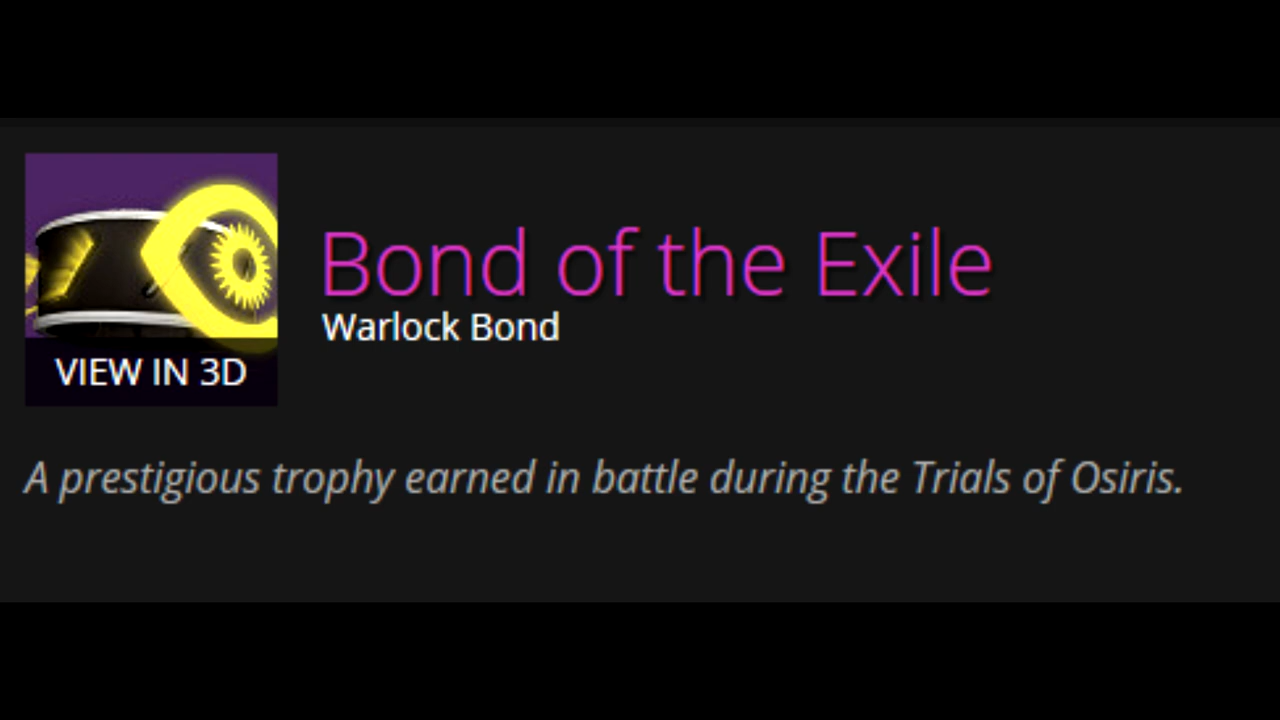 Bond of the Exile
Warlock Bond
VIEW IN 3D
A prestigious trophy earned in battle during the Trials of Osiris.